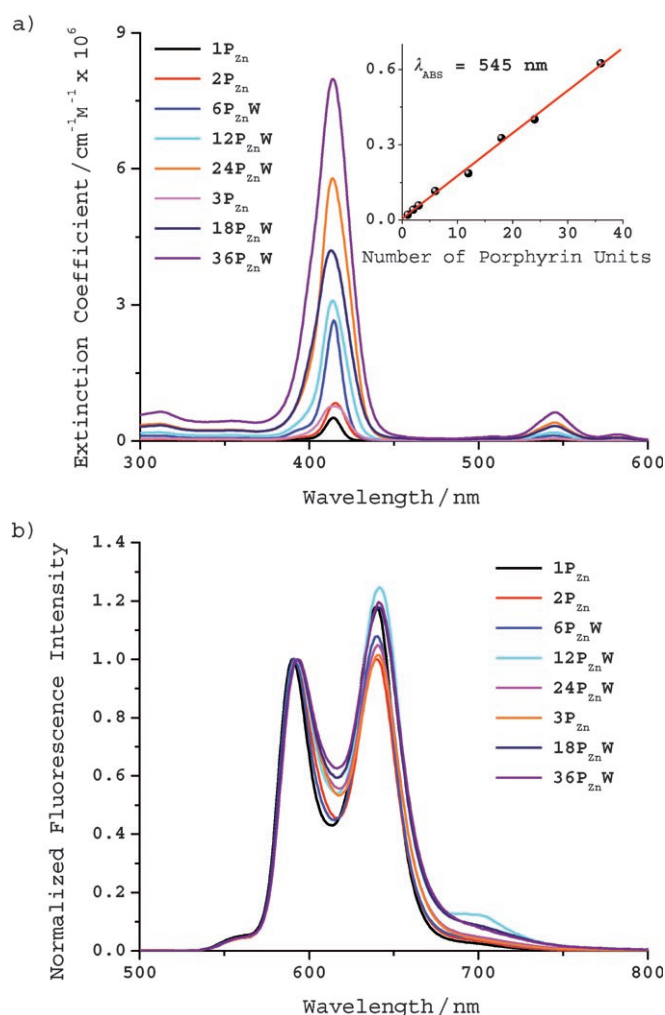 a)
Extinction Coefficient / cm⁻¹M⁻¹ x 10⁶
9
6
3
0
1P_Zn
2P_Zn
6P_ZnW
12P_ZnW
24P_ZnW
3P_Zn
18P_ZnW
36P_ZnW
λ_ABS = 545 nm
0.6
0.3
0.0
0 10 20 30 40
Number of Porphyrin Units
300 400 500 600
Wavelength / nm
b)
Normalized Fluorescence Intensity
1.4
1.2
1.0
0.8
0.6
0.4
0.2
0.0
1P_Zn
2P_Zn
6P_ZnW
12P_ZnW
24P_ZnW
3P_Zn
18P_ZnW
36P_ZnW
500 600 700 800
Wavelength / nm